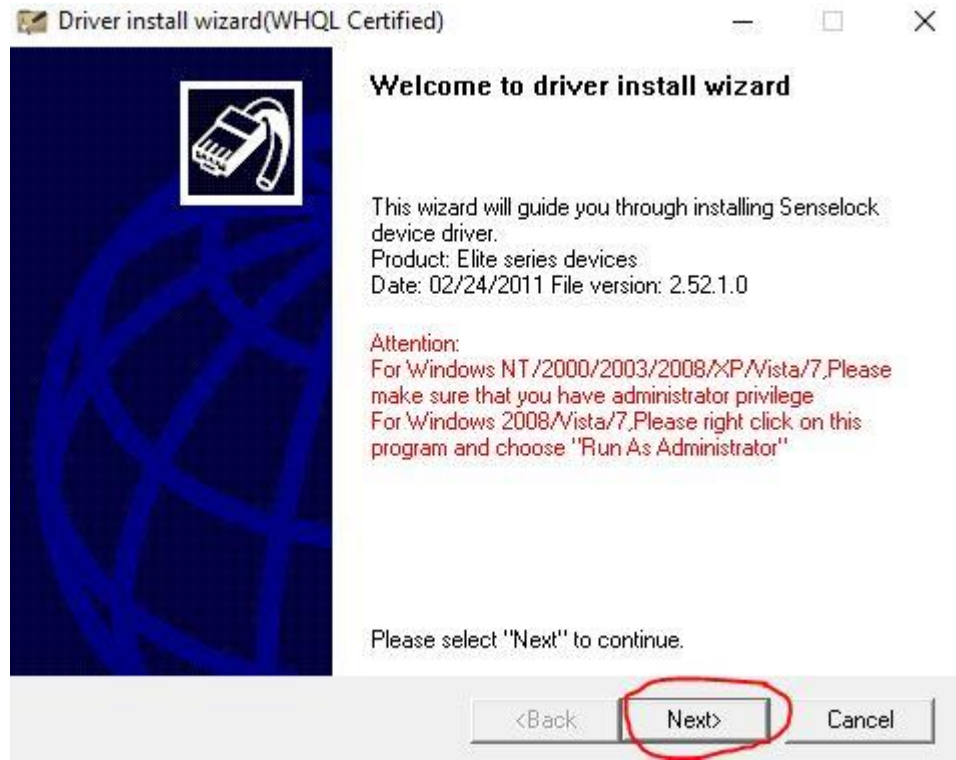 Driver install wizard(WHQL Certified)
Welcome to driver install wizard
This wizard will guide you through installing Senselock
device driver.
Product: Elite series devices
Date: 02/24/2011 File version: 2.52.1.0
Attention:
For Windows NT/2000/2003/2008/XP/Vista/7,Please
make sure that you have administrator privilege
For Windows 2008/Vista/7,Please right click on this
program and choose "Run As Administrator"
Please select "Next" to continue.
<Back Next> Cancel